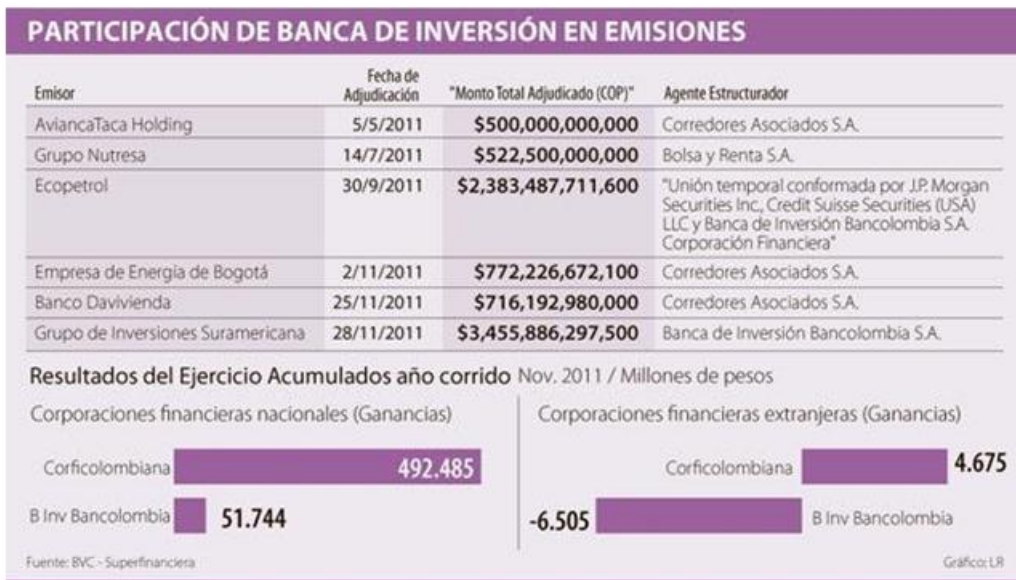 PARTICIPACIÓN DE BANCA DE INVERSIÓN EN EMISIONES
Emisor Fecha de Adjudicación "Monto Total Adjudicado (COP)" Agente Estructurador
AviancaTaca Holding 5/5/2011 $500,000,000,000 Corredores Asociados S.A.
Grupo Nutresa 14/7/2011 $522,500,000,000 Bolsa y Renta S.A.
Ecopetrol 30/9/2011 $2,383,487,711,600 "Unión temporal conformada por J.P. Morgan
Securities Inc, Credit Suisse Securities (USA)
LLC y Banca de Inversión Bancolombia S.A.
Corporación Financiera"
Empresa de Energía de Bogotá 2/11/2011 $772,226,672,100 Corredores Asociados S.A.
Banco Davivienda 25/11/2011 $716,192,980,000 Corredores Asociados S.A.
Grupo de Inversiones Suramericana 28/11/2011 $3,455,886,297,500 Banca de Inversión Bancolombia S.A.
Resultados del Ejercicio Acumulados año corrido Nov. 2011 / Millones de pesos
Corporaciones financieras nacionales (Ganancias)
Corficolombiana 492.485
B Inv Bancolombia 51.744
Corporaciones financieras extranjeras (Ganancias)
Corficolombiana 4.675
-6.505 B Inv Bancolombia
Fuente: BVC - Superfinanciera
Gráfico: LR